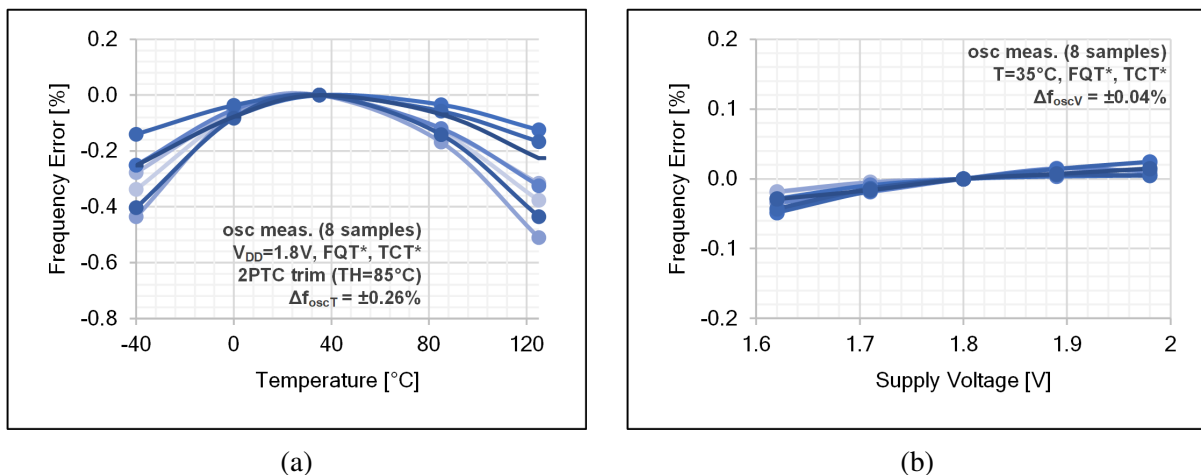 0.2
0.0
-0.2
-0.4
-0.6
-0.8
Frequency Error [%]
osc meas. (8 samples)
V_DD=1.8V, FQT*, TCT*
2PTC trim (TH=85°C)
Δf_oscT = ±0.26%
-40 0 40 80 120
Temperature [°C]
(a)
0.2
0.1
0.0
-0.1
-0.2
Frequency Error [%]
osc meas. (8 samples)
T=35°C, FQT*, TCT*
Δf_oscV = ±0.04%
1.6 1.7 1.8 1.9 2
Supply Voltage [V]
(b)